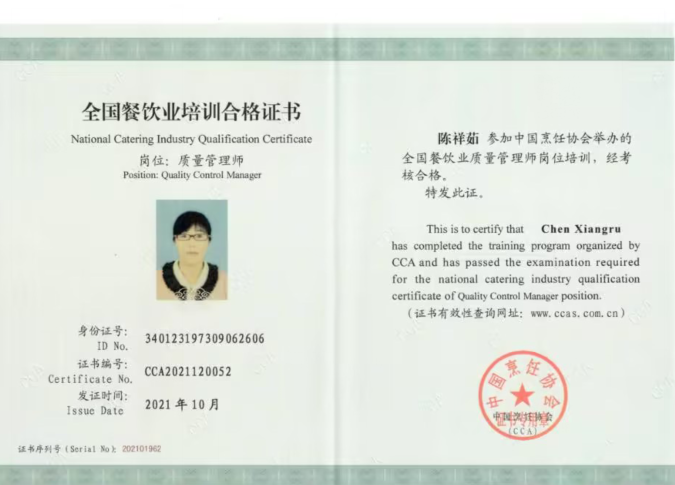 全国餐饮业培训合格证书
National Catering Industry Qualification Certificate
岗位：质量管理师
Position: Quality Control Manager
身份证号：
ID No.
340123197309062606
证书编号：
Certificate No.
CCA2021120052
发证时间：
Issue Date
2021 年 10 月
证书序列号（Serial No）：202101962
陈祥茹 参加中国烹饪协会举办的
全国餐饮业质量管理师岗位培训，经考
核合格。
特发此证。
This is to certify that Chen Xiangru
has completed the training program organized by
CCA and has passed the examination required
for the national catering industry qualification
certificate of Quality Control Manager position.
（证书有效性查询网址：www.ccas.com.cn）
中国烹饪协会
中国烹饪协会
(CCA)